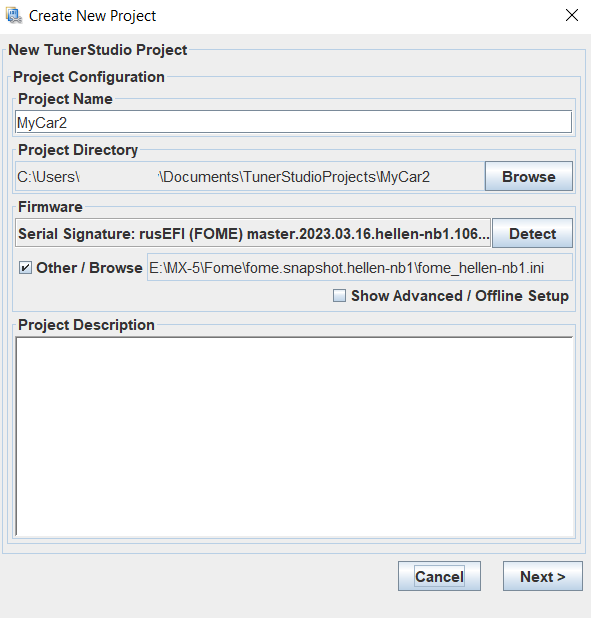 Create New Project
New TunerStudio Project
Project Configuration
Project Name
MyCar2
Project Directory
C:\Users\ \Documents\TunerStudioProjects\MyCar2
Browse
Firmware
Serial Signature: rusEFI (FOME) master.2023.03.16.hellen-nb1.106...
Detect
Other / Browse
E:\MX-5\Fome\fome.snapshot.hellen-nb1\fome_hellen-nb1.ini
Show Advanced / Offline Setup
Project Description
Cancel
Next >